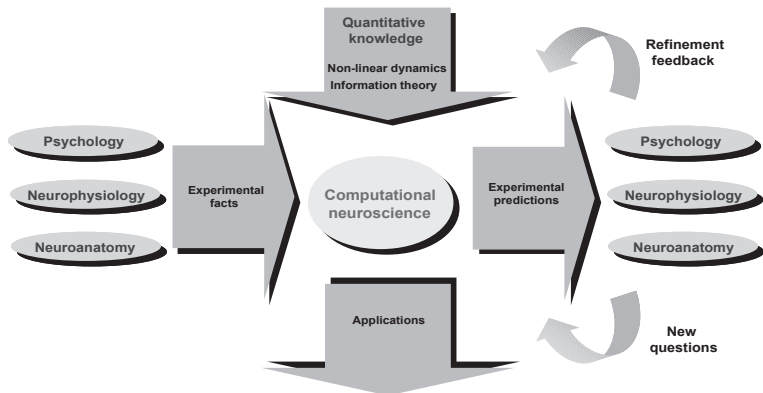 Quantitative
knowledge
Non-linear dynamics
Information theory
Refinement
feedback
Psychology
Neurophysiology
Neuroanatomy
Experimental
facts
Computational
neuroscience
Experimental
predictions
Psychology
Neurophysiology
Neuroanatomy
Applications
New
questions